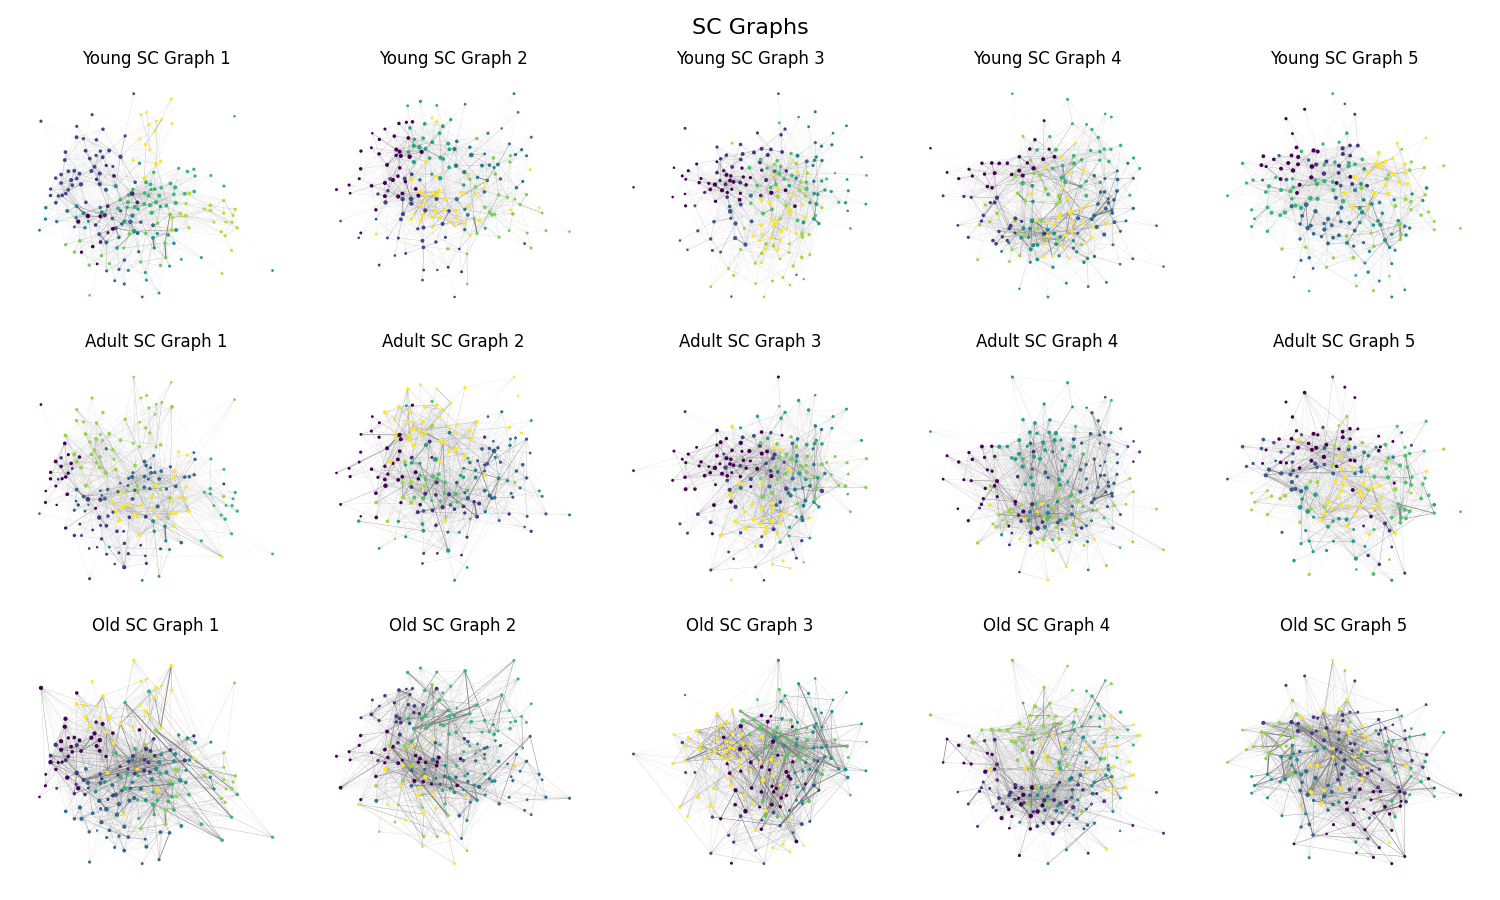 SC Graphs
Young SC Graph 1
Young SC Graph 2
Young SC Graph 3
Young SC Graph 4
Young SC Graph 5
Adult SC Graph 1
Adult SC Graph 2
Adult SC Graph 3
Adult SC Graph 4
Adult SC Graph 5
Old SC Graph 1
Old SC Graph 2
Old SC Graph 3
Old SC Graph 4
Old SC Graph 5